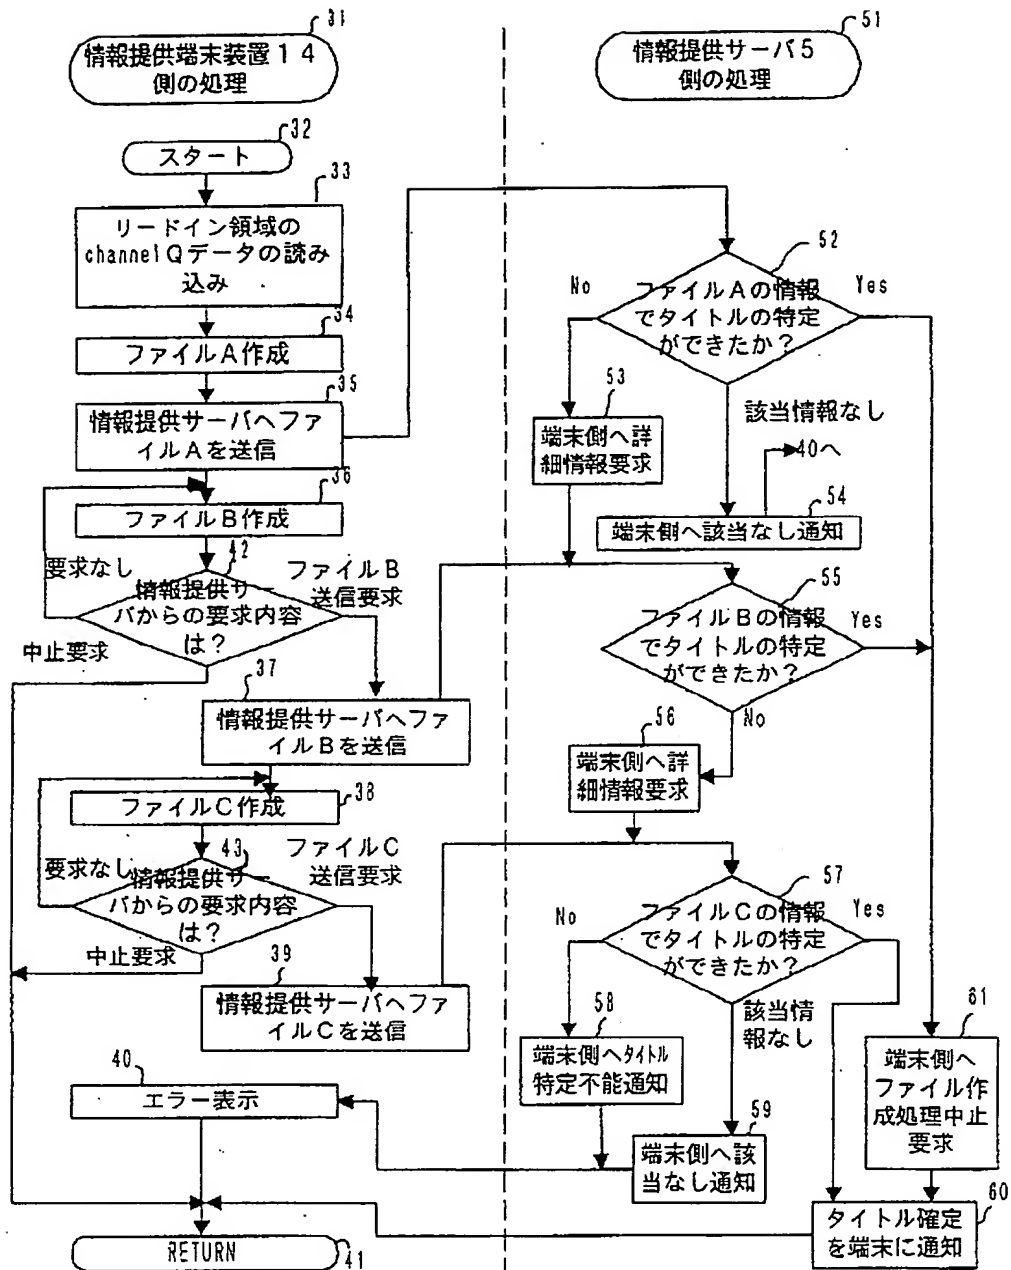 31
情報提供端末装置14
側の処理
51
情報提供サーバ5
側の処理
32
スタート
33
リードイン領域の
channelQデータの読み
込み
34
ファイルA作成
35
情報提供サーバへファ
イルAを送信
36
ファイルB作成
要求なし
42
情報提供サー
バからの要求内容
は?
ファイルB
送信要求
中止要求
37
情報提供サーバへファ
イルBを送信
38
ファイルC作成
要求なし
43
情報提供サー
バからの要求内容
は?
ファイルC
送信要求
中止要求
39
情報提供サーバへファ
イルCを送信
40
エラー表示
RETURN
41
52
No
ファイルAの情報
でタイトルの特定
ができたか?
Yes
53
端末側へ詳
細情報要求
該当情報なし
40へ
54
端末側へ該当なし通知
55
ファイルBの情報
でタイトルの特定
ができたか?
Yes
No
56
端末側へ詳
細情報要求
57
No
ファイルCの情報
でタイトルの特定
ができたか?
Yes
58
端末側へタイトル
特定不能通知
該当情
報なし
59
端末側へ該
当なし通知
61
端末側へ
ファイル作
成処理中止
要求
60
タイトル確定
を端末に通知